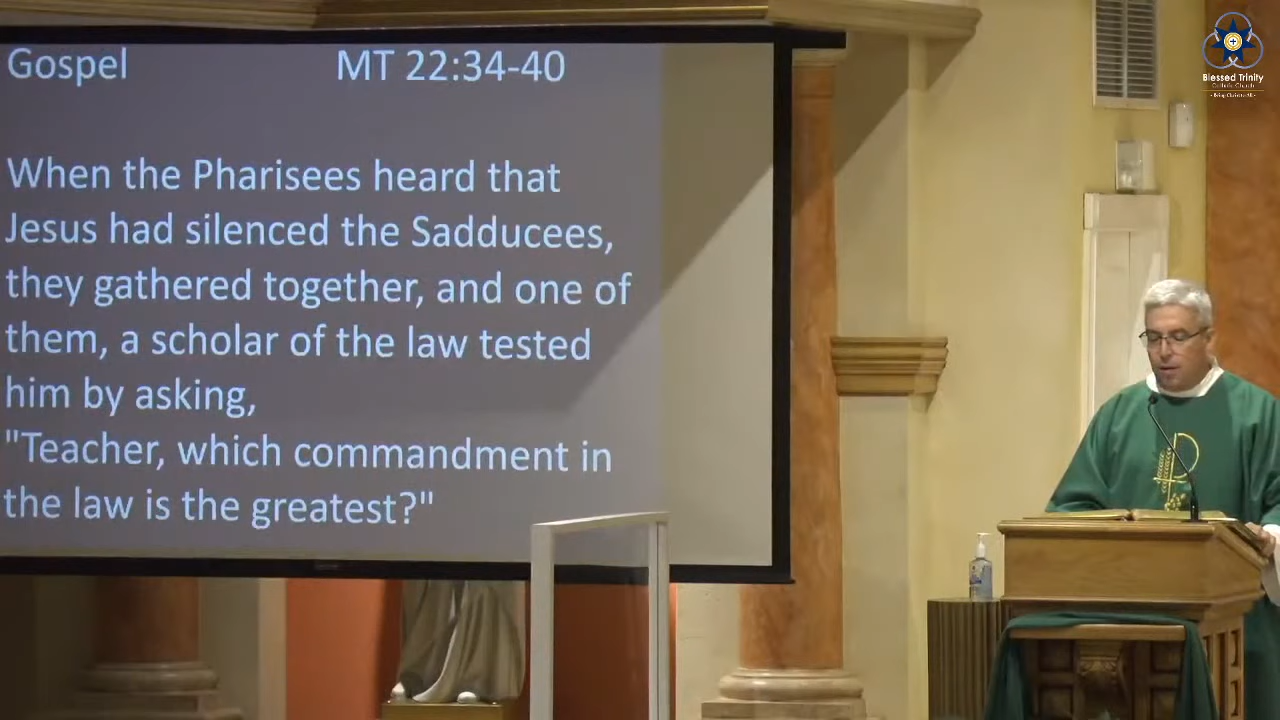 Gospel MT 22:34-40
When the Pharisees heard that
Jesus had silenced the Sadducees,
they gathered together, and one of
them, a scholar of the law tested
him by asking,
"Teacher, which commandment in
the law is the greatest?"
Blessed Trinity
Catholic Church